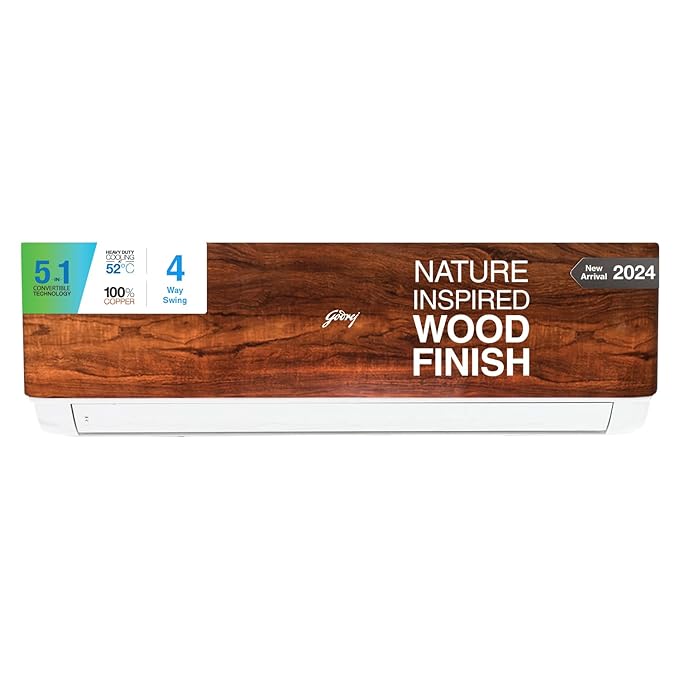 5 IN 1
CONVERTIBLE
TECHNOLOGY
HEAVY DUTY
COOLING
52°C
100%
COPPER
4
Way
Swing
Godrej
NATURE
INSPIRED
WOOD
FINISH
New
Arrival
2024